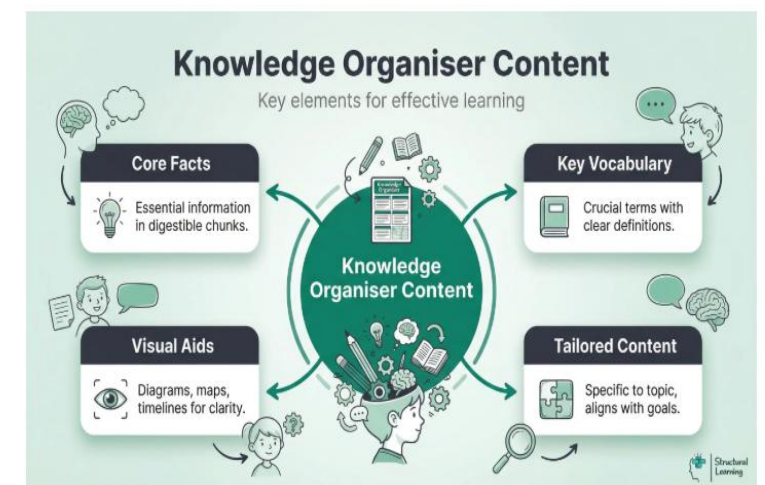 Knowledge Organiser Content
Key elements for effective learning
Core Facts
Essential information
in digestible chunks.
Key Vocabulary
Crucial terms with
clear definitions.
Knowledge
Organiser
Knowledge
Organiser Content
Visual Aids
Diagrams, maps,
timelines for clarity.
Tailored Content
Specific to topic,
aligns with goals.
?
Structural
Learning